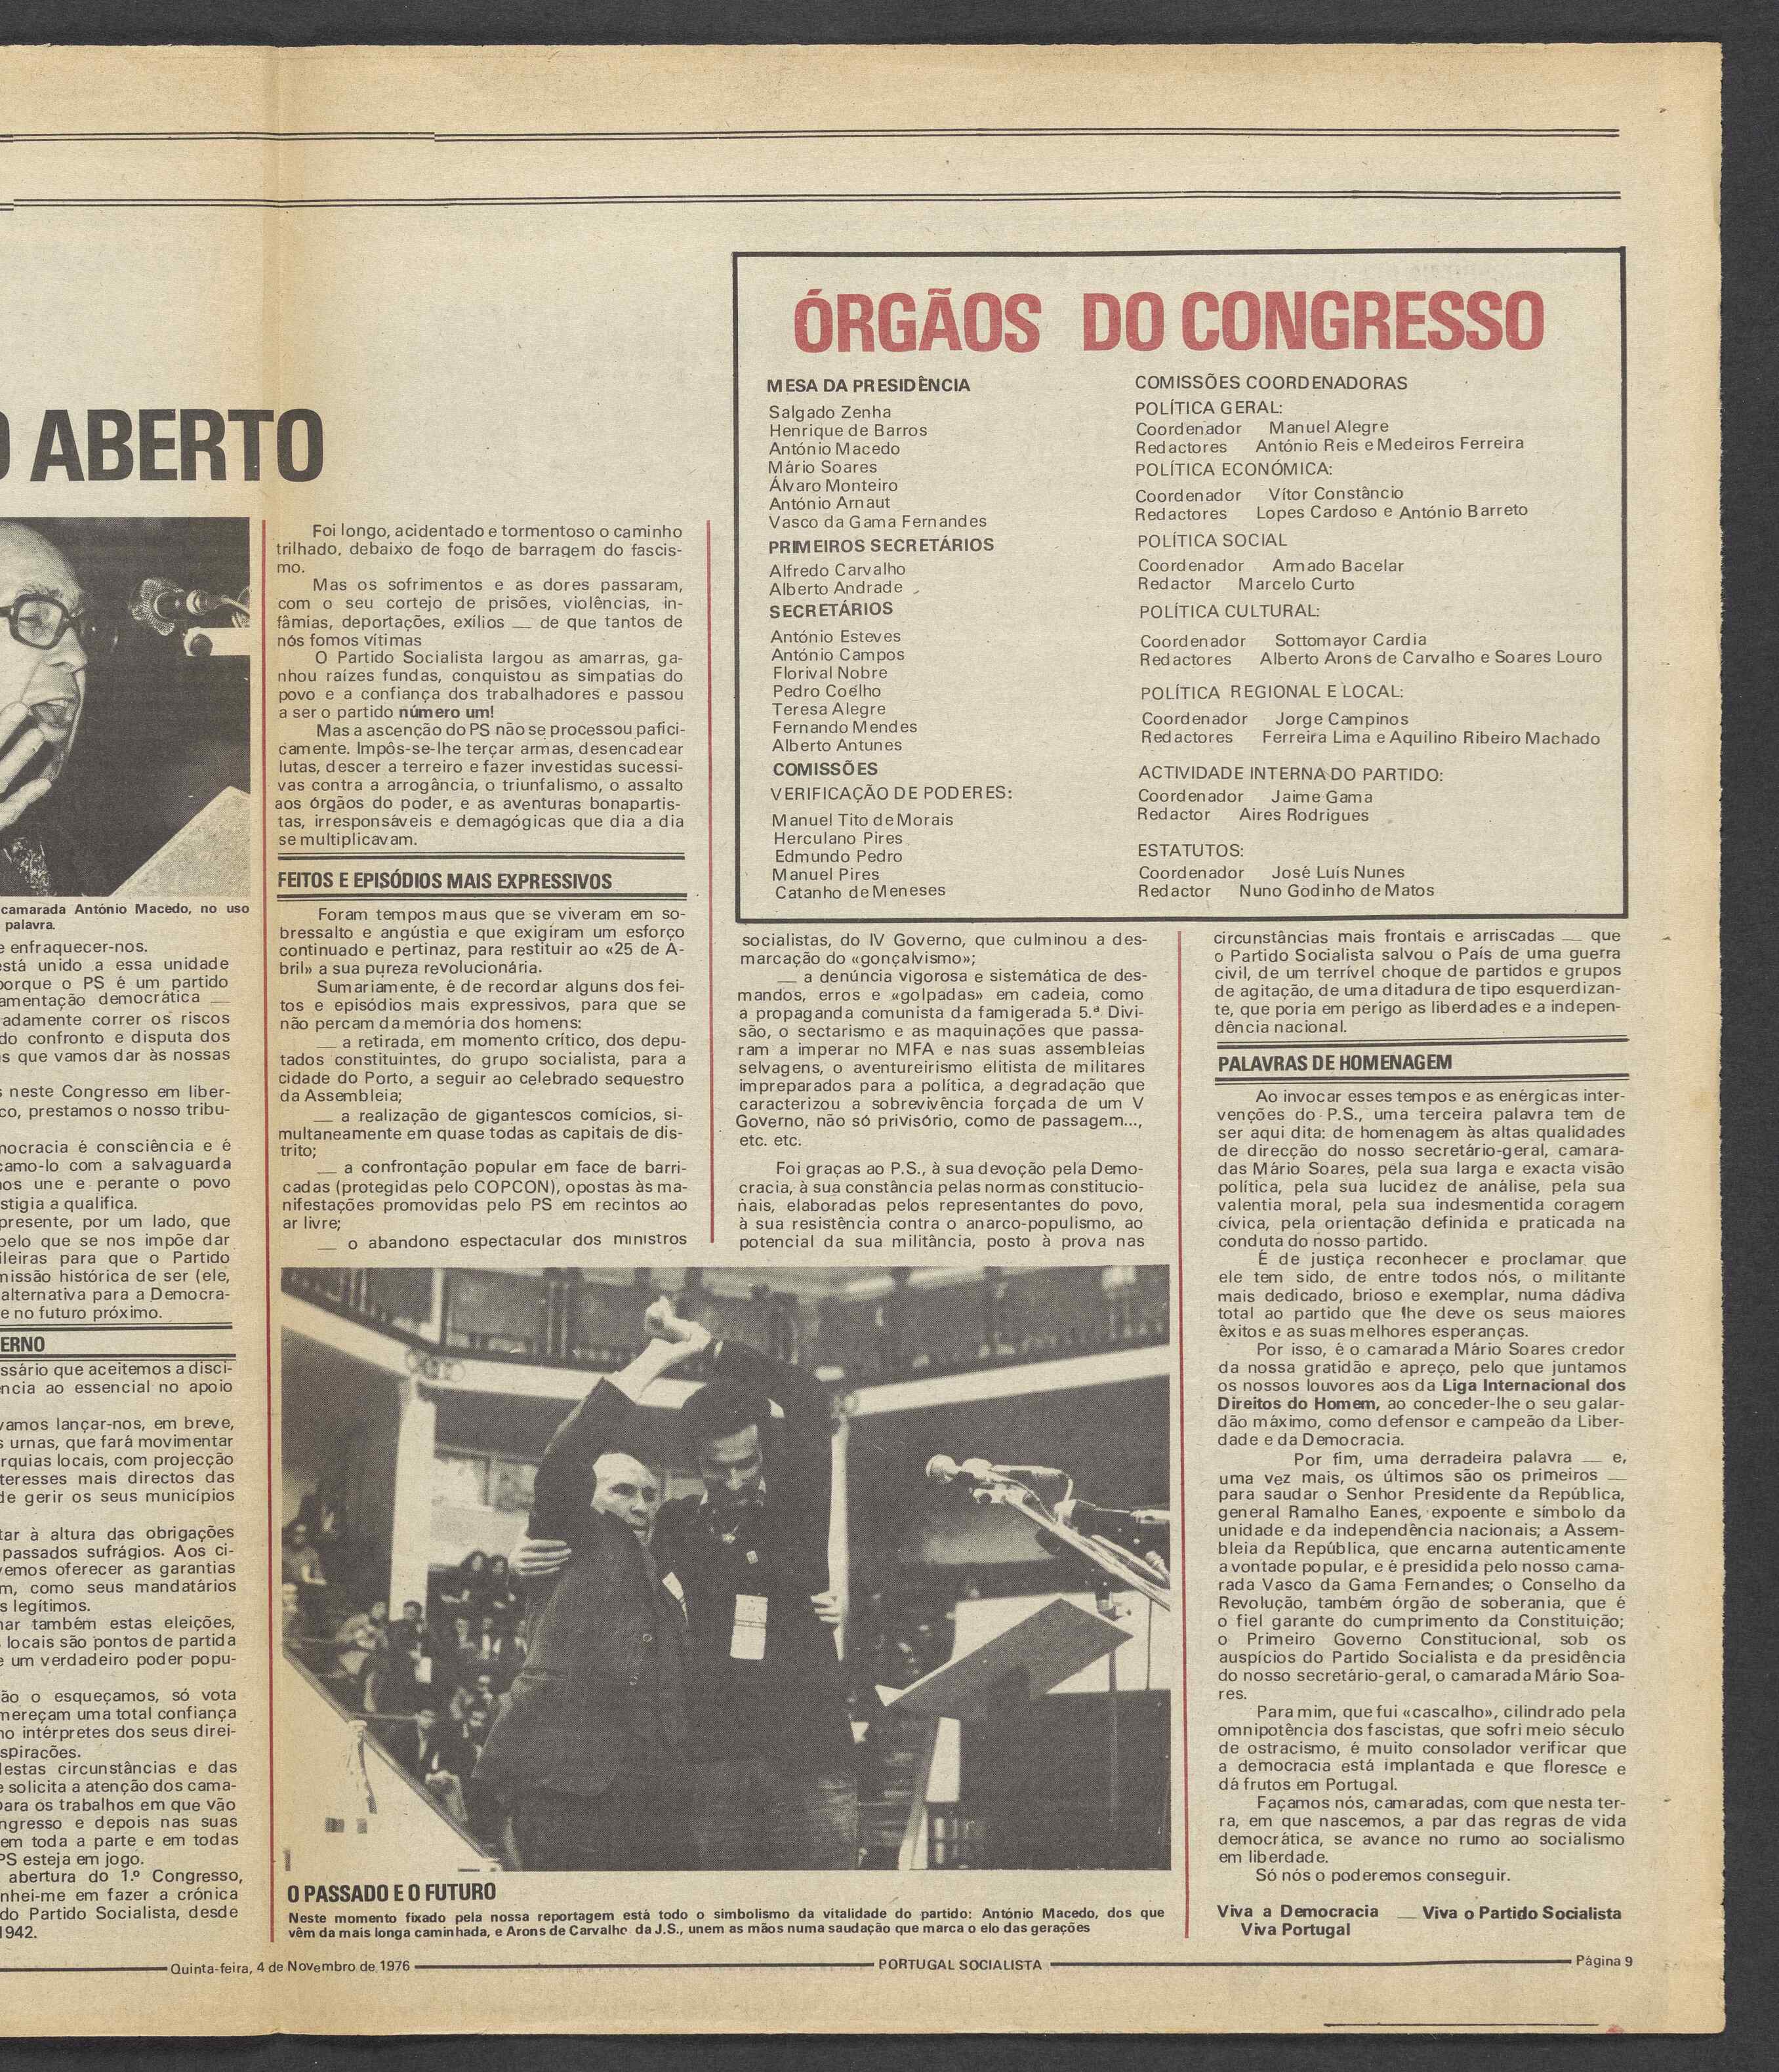 ABERTO
camarada António Macedo, no uso
palavra.
enfraquecer-nos.
está unido a essa unidade
porque o PS é um partido
amentação democrática —
adamente correr os riscos
do confronto e disputa dos
s que vamos dar às nossas
s neste Congresso em liber-
co, prestamos o nosso tribu-
mocracia é consciência e é
camo-lo com a salvaguarda
nos une e perante o povo
stigia a qualifica.
presente, por um lado, que
pelo que se nos impõe dar
ileiras para que o Partido
missão histórica de ser (ele,
alternativa para a Democra-
e no futuro próximo.
ERNO
ssário que aceitemos a disci-
ncia ao essencial no apoio
vamos lançar-nos, em breve,
s urnas, que fará movimentar
rquias locais, com projecção
teresses mais directos das
de gerir os seus municípios
tar à altura das obrigações
passados sufrágios. Aos ci-
vemos oferecer as garantias
m, como seus mandatários
s legítimos.
nar também estas eleições,
locais são pontos de partida
e um verdadeiro poder popu-
ão o esqueçamos, só vota
mereçam uma total confiança
no intérpretes dos seus direi-
spirações.
destas circunstâncias e das
e solicita a atenção dos cama-
para os trabalhos em que vão
ngresso e depois nas suas
em toda a parte e em todas
PS esteja em jogo.
abertura do 1.º Congresso,
nhei-me em fazer a crónica
do Partido Socialista, desde
1942.
Foi longo, acidentado e tormentoso o caminho
trilhado, debaixo de fogo de barragem do fascis-
mo.
Mas os sofrimentos e as dores passaram,
com o seu cortejo de prisões, violências, in-
fâmias, deportações, exílios — de que tantos de
nós fomos vítimas
O Partido Socialista largou as amarras, ga-
nhou raízes fundas, conquistou as simpatias do
povo e a confiança dos trabalhadores e passou
a ser o partido número um!
Mas a ascenção do PS não se processou pafici-
camente. Impôs-se-lhe terçar armas, desencadear
lutas, descer a terreiro e fazer investidas sucessi-
vas contra a arrogância, o triunfalismo, o assalto
aos órgãos do poder, e as aventuras bonapartis-
tas, irresponsáveis e demagógicas que dia a dia
se multiplicavam.
FEITOS E EPISÓDIOS MAIS EXPRESSIVOS
Foram tempos maus que se viveram em so-
bressalto e angústia e que exigiram um esforço
continuado e pertinaz, para restituir ao «25 de A-
bril» a sua pureza revolucionária.
Sumariamente, é de recordar alguns dos fei-
tos e episódios mais expressivos, para que se
não percam da memória dos homens:
— a retirada, em momento crítico, dos depu-
tados constituintes, do grupo socialista, para a
cidade do Porto, a seguir ao celebrado sequestro
da Assembleia;
— a realização de gigantescos comícios, si-
multaneamente em quase todas as capitais de dis-
trito;
— a confrontação popular em face de barri-
cadas (protegidas pelo COPCON), opostas às ma-
nifestações promovidas pelo PS em recintos ao
ar livre;
— o abandono espectacular dos ministros
ÓRGÃOS DO CONGRESSO
MESA DA PRESIDÊNCIA
Salgado Zenha
Henrique de Barros
António Macedo
Mário Soares
Álvaro Monteiro
António Arnaut
Vasco da Gama Fernandes
PRIMEIROS SECRETÁRIOS
Alfredo Carvalho
Alberto Andrade
SECRETÁRIOS
António Esteves
António Campos
Florival Nobre
Pedro Coelho
Teresa Alegre
Fernando Mendes
Alberto Antunes
COMISSÕES
VERIFICAÇÃO DE PODERES:
Manuel Tito de Morais
Herculano Pires
Edmundo Pedro
Manuel Pires
Catanho de Meneses
COMISSÕES COORDENADORAS
POLÍTICA GERAL:
Coordenador Manuel Alegre
Redactores António Reis e Medeiros Ferreira
POLÍTICA ECONÓMICA:
Coordenador Vítor Constâncio
Redactores Lopes Cardoso e António Barreto
POLÍTICA SOCIAL
Coordenador Armado Bacelar
Redactor Marcelo Curto
POLÍTICA CULTURAL:
Coordenador Sottomayor Cardia
Redactores Alberto Arons de Carvalho e Soares Louro
POLÍTICA REGIONAL E LOCAL:
Coordenador Jorge Campinos
Redactores Ferreira Lima e Aquilino Ribeiro Machado
ACTIVIDADE INTERNA DO PARTIDO:
Coordenador Jaime Gama
Redactor Aires Rodrigues
ESTATUTOS:
Coordenador José Luís Nunes
Redactor Nuno Godinho de Matos
socialistas, do IV Governo, que culminou a des-
marcação do «gonçalvismo»;
— a denúncia vigorosa e sistemática de des-
mandos, erros e «golpadas» em cadeia, como
a propaganda comunista da famigerada 5.ª Divi-
são, o sectarismo e as maquinações que passa-
ram a imperar no MFA e nas suas assembleias
selvagens, o aventureirismo elitista de militares
impreparados para a política, a degradação que
caracterizou a sobrevivência forçada de um V
Governo, não só privisório, como de passagem...,
etc. etc.
Foi graças ao P.S., à sua devoção pela Demo-
cracia, à sua constância pelas normas constitucio-
nais, elaboradas pelos representantes do povo,
à sua resistência contra o anarco-populismo, ao
potencial da sua militância, posto à prova nas
circunstâncias mais frontais e arriscadas — que
o Partido Socialista salvou o País de uma guerra
civil, de um terrível choque de partidos e grupos
de agitação, de uma ditadura de tipo esquerdizan-
te, que poria em perigo as liberdades e a indepen-
dência nacional.
PALAVRAS DE HOMENAGEM
Ao invocar esses tempos e as enérgicas inter-
venções do P.S., uma terceira palavra tem de
ser aqui dita: de homenagem às altas qualidades
de direcção do nosso secretário-geral, camara-
das Mário Soares, pela sua larga e exacta visão
política, pela sua lucidez de análise, pela sua
valentia moral, pela sua indesmentida coragem
cívica, pela orientação definida e praticada na
conduta do nosso partido.
É de justiça reconhecer e proclamar que
ele tem sido, de entre todos nós, o militante
mais dedicado, brioso e exemplar, numa dádiva
total ao partido que lhe deve os seus maiores
êxitos e as suas melhores esperanças.
Por isso, é o camarada Mário Soares credor
da nossa gratidão e apreço, pelo que juntamos
os nossos louvores aos da Liga Internacional dos
Direitos do Homem, ao conceder-lhe o seu galar-
dão máximo, como defensor e campeão da Liber-
dade e da Democracia.
Por fim, uma derradeira palavra — e,
uma vez mais, os últimos são os primeiros —
para saudar o Senhor Presidente da República,
general Ramalho Eanes, expoente e símbolo da
unidade e da independência nacionais; a Assem-
bleia da República, que encarna autenticamente
a vontade popular, e é presidida pelo nosso cama-
rada Vasco da Gama Fernandes; o Conselho da
Revolução, também órgão de soberania, que é
o fiel garante do cumprimento da Constituição;
o Primeiro Governo Constitucional, sob os
auspícios do Partido Socialista e da presidência
do nosso secretário-geral, o camarada Mário Soa-
res.
Para mim, que fui «cascalho», cilindrado pela
omnipotência dos fascistas, que sofri meio século
de ostracismo, é muito consolador verificar que
a democracia está implantada e que floresce e
dá frutos em Portugal.
Façamos nós, camaradas, com que nesta ter-
ra, em que nascemos, a par das regras de vida
democrática, se avance no rumo ao socialismo
em liberdade.
Só nós o poderemos conseguir.
Viva a Democracia — Viva o Partido Socialista
Viva Portugal
O PASSADO E O FUTURO
Neste momento fixado pela nossa reportagem está todo o simbolismo da vitalidade do partido: António Macedo, dos que
vêm da mais longa caminhada, e Arons de Carvalho da J.S., unem as mãos numa saudação que marca o elo das gerações
Quinta-feira, 4 de Novembro de 1976
PORTUGAL SOCIALISTA
Página 9